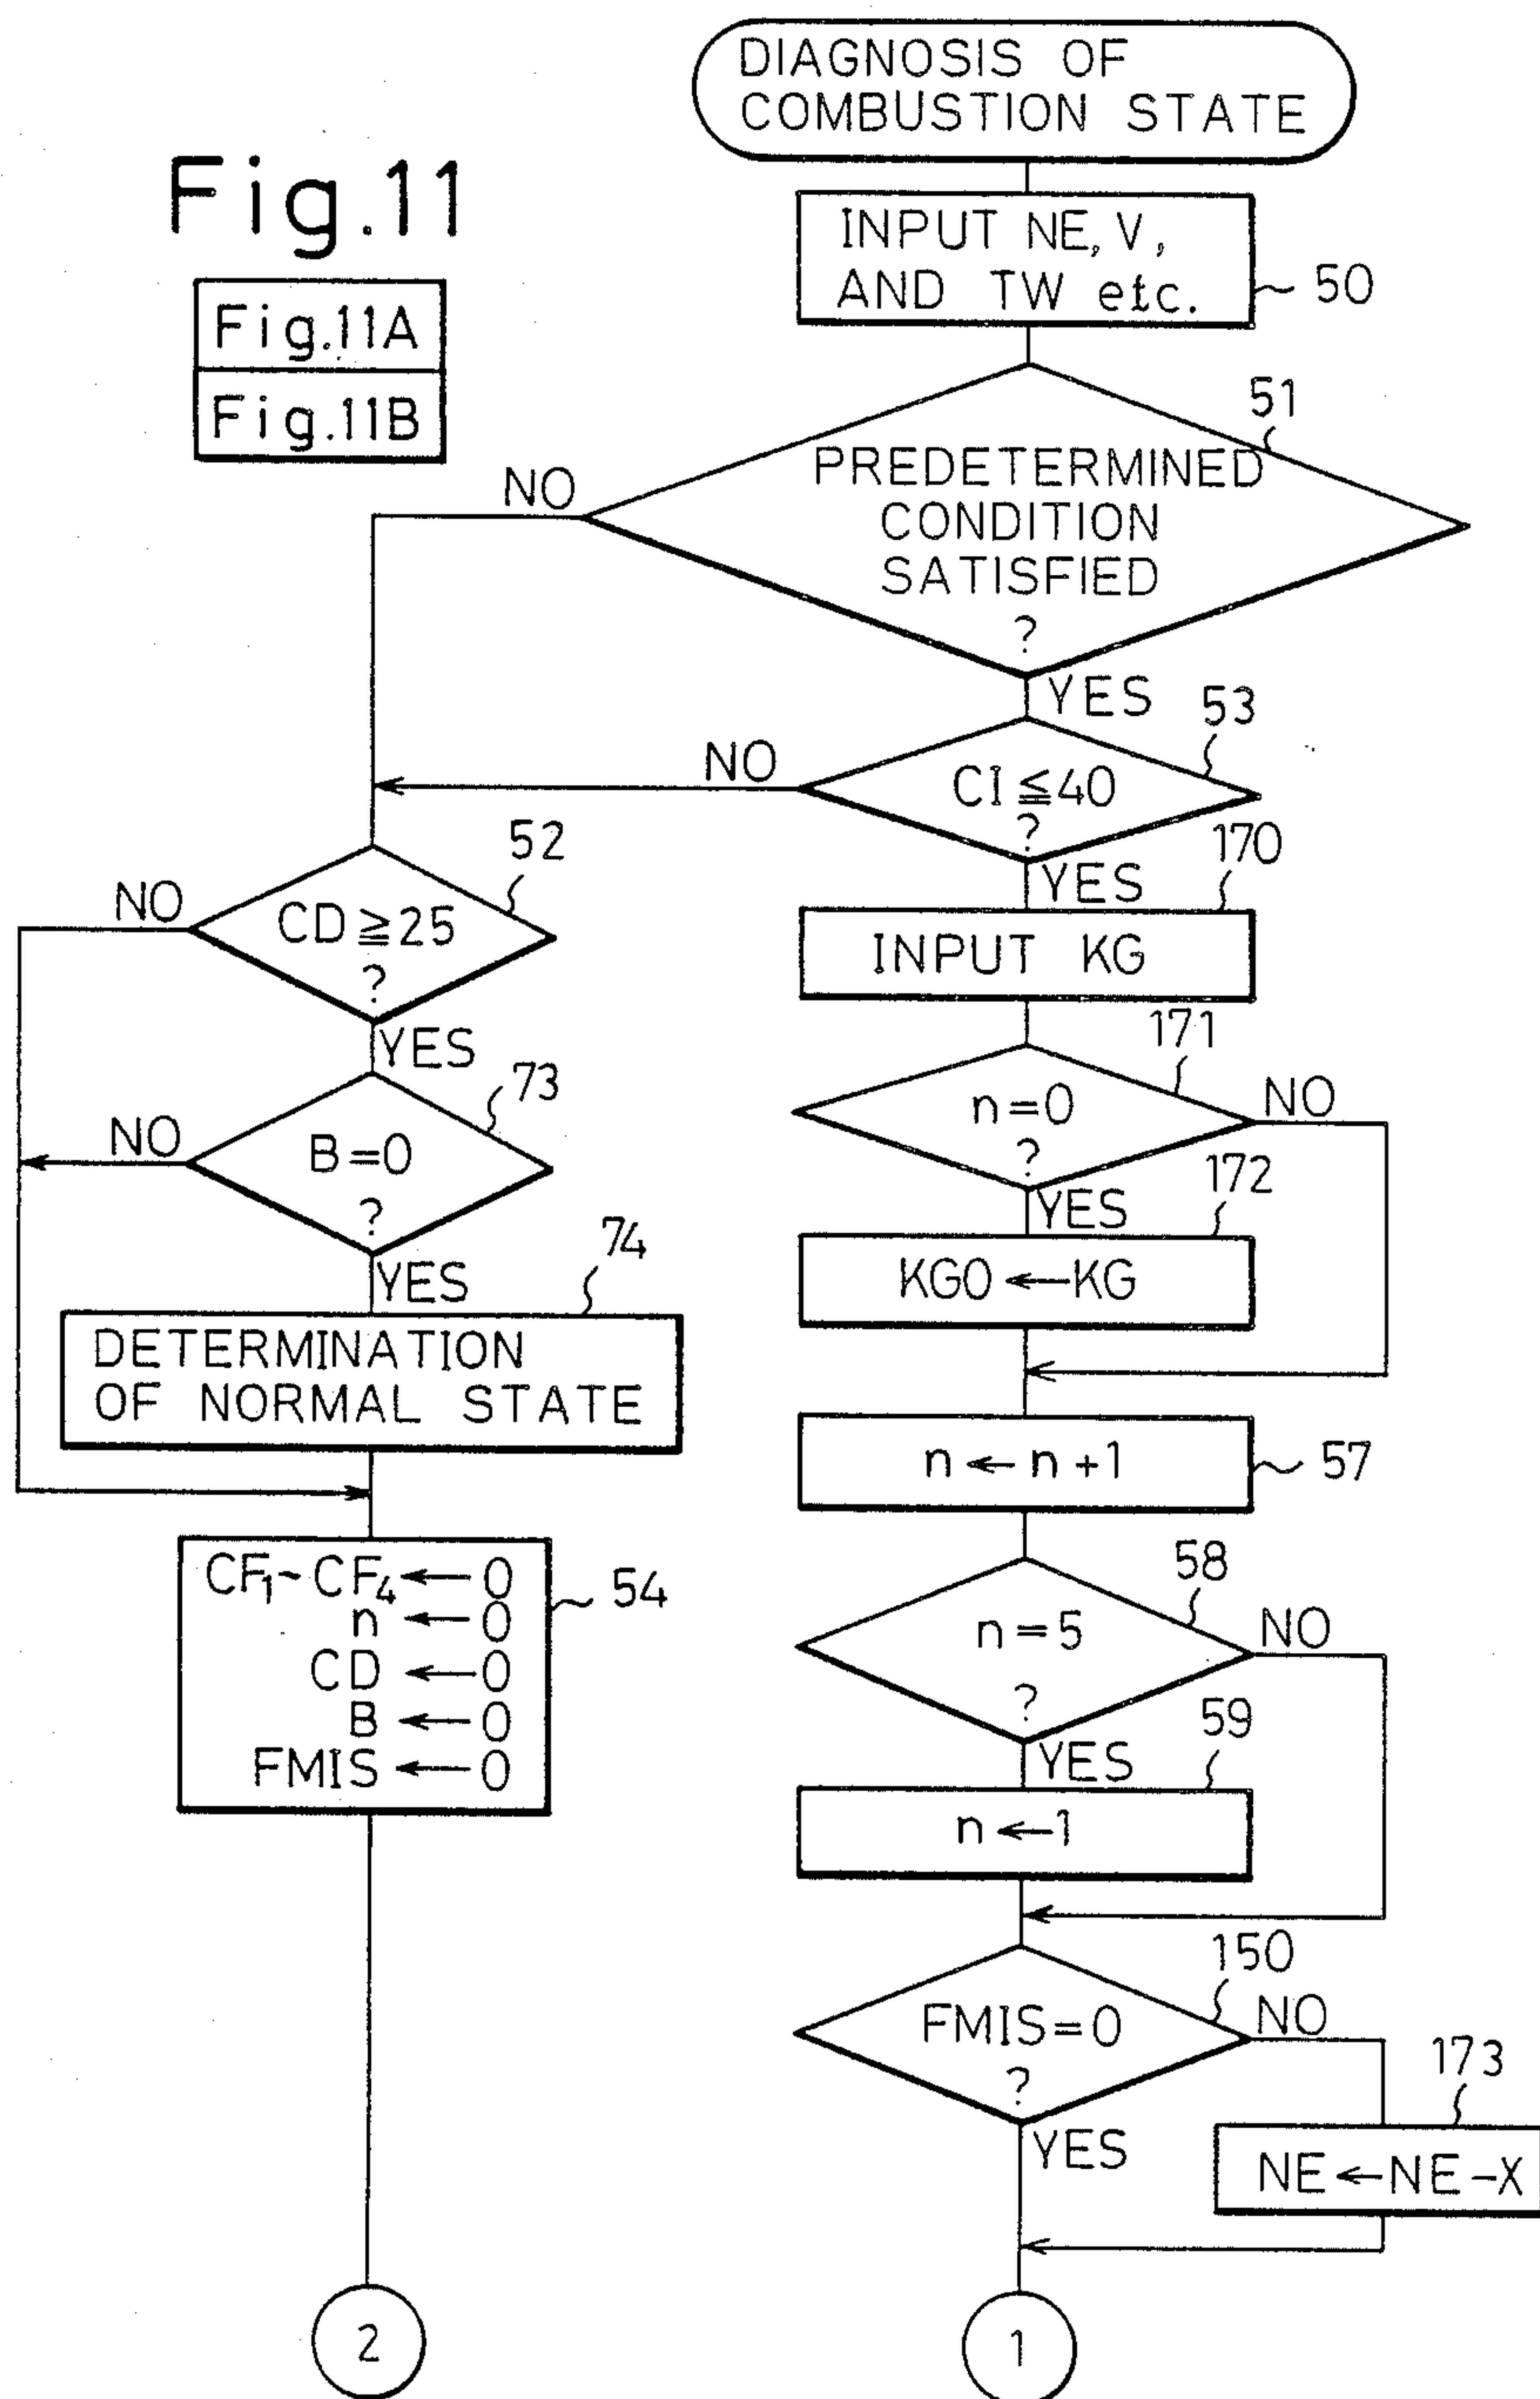 Fig.11
Fig.11A
Fig.11B
DIAGNOSIS OF
COMBUSTION STATE
INPUT NE, V,
AND TW etc.
50
51
PREDETERMINED
CONDITION
SATISFIED
?
NO
YES
53
CI ≦ 40
?
NO
YES
52
CD ≧ 25
?
NO
YES
170
INPUT KG
171
n=0
?
NO
YES
73
B=0
?
NO
YES
172
KG0 ← KG
74
DETERMINATION
OF NORMAL STATE
n ← n+1
57
CF1~CF4 ← 0
n ← 0
CD ← 0
B ← 0
FMIS ← 0
54
58
n=5
?
NO
YES
59
n ← 1
150
FMIS=0
?
NO
YES
173
NE ← NE-X
2
1